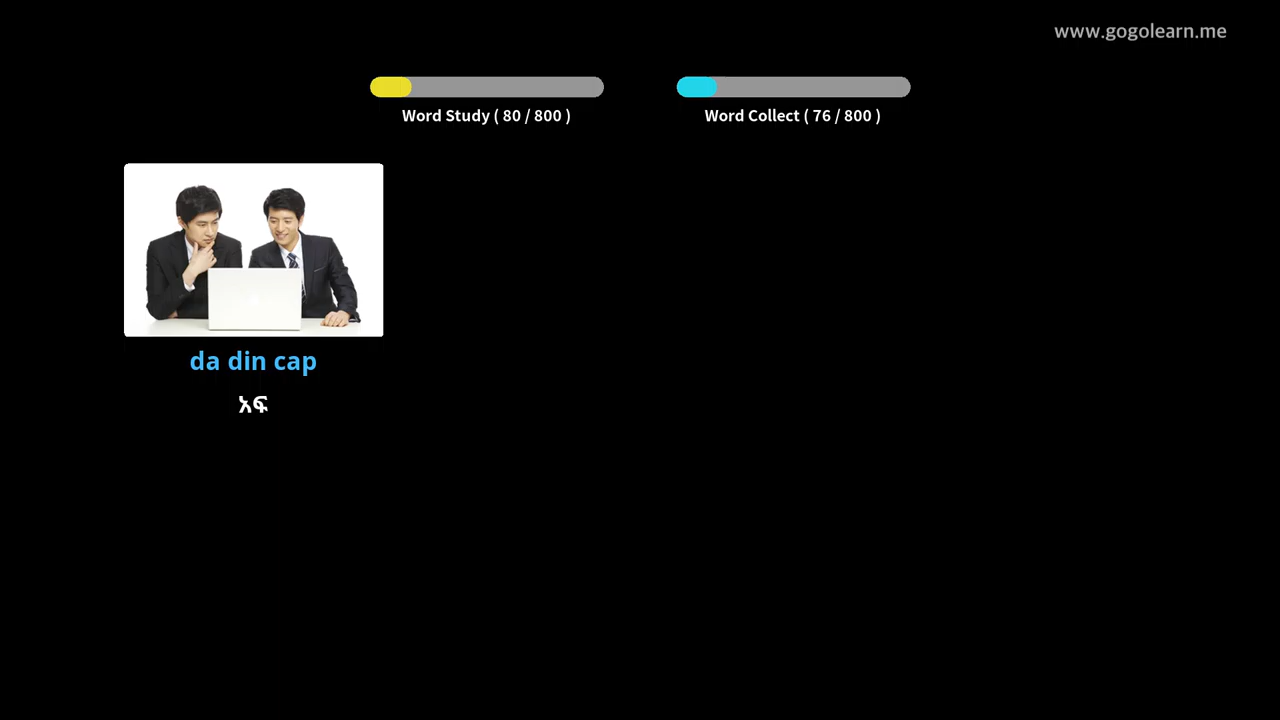 www.gogolearn.me
Word Study ( 80 / 800 )
Word Collect ( 76 / 800 )
da din cap
አፍ